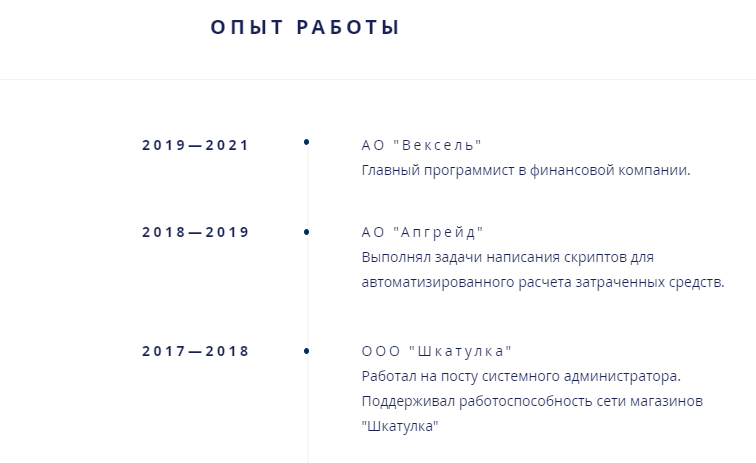 ОПЫТ РАБОТЫ
2019—2021
АО "Вексель"
Главный программист в финансовой компании.
2018—2019
АО "Апгрейд"
Выполнял задачи написания скриптов для
автоматизированного расчета затраченных средств.
2017—2018
ООО "Шкатулка"
Работал на посту системного администратора.
Поддерживал работоспособность сети магазинов
"Шкатулка"